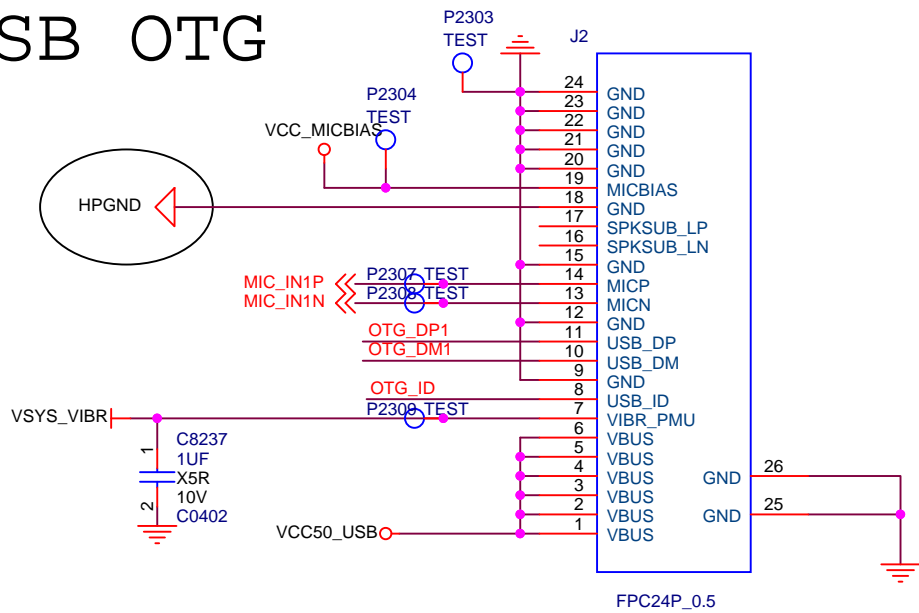 SB OTG
P2303
TEST
J2
P2304
TEST
VCC_MICBIAS
HPGND
MIC_IN1P
MIC_IN1N
P2307 TEST
P2308 TEST
OTG_DP1
OTG_DM1
OTG_ID
P2309 TEST
VSYS_VIBR
1
2
C8237
1UF
X5R
10V
C0402
VCC50_USB
24 GND
23 GND
22 GND
21 GND
20 GND
19 MICBIAS
18 GND
17 SPKSUB_LP
16 SPKSUB_LN
15 GND
14 MICP
13 MICN
12 GND
11 USB_DP
10 USB_DM
9 GND
8 USB_ID
7 VIBR_PMU
6 VBUS
5 VBUS
4 VBUS
3 VBUS
2 VBUS
1 VBUS
GND 26
GND 25
FPC24P_0.5